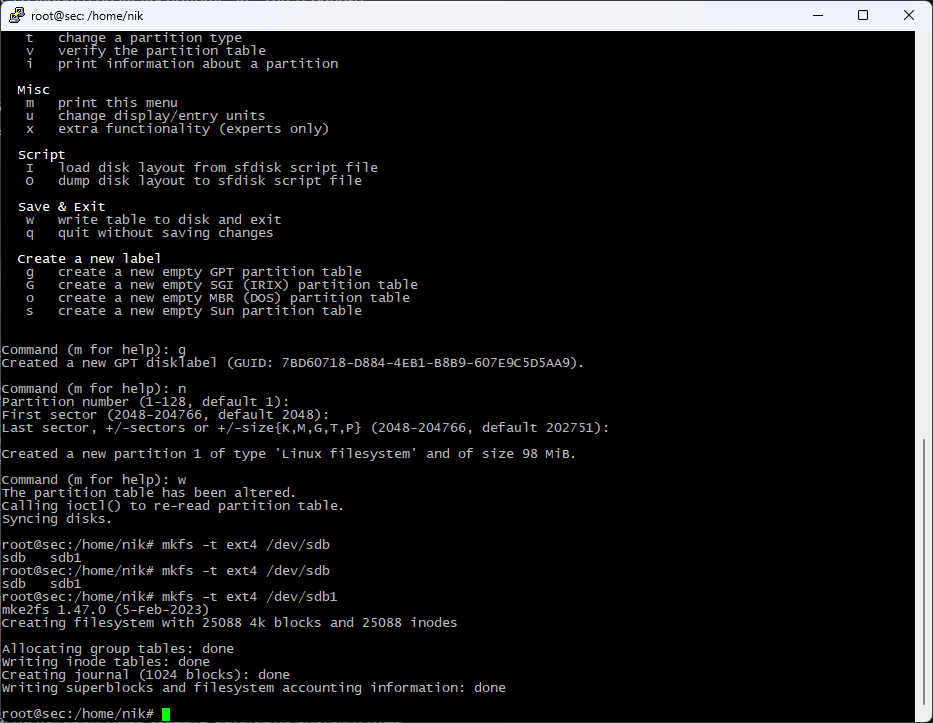 root@sec: /home/nik
t   change a partition type
v   verify the partition table
i   print information about a partition
Misc
m   print this menu
u   change display/entry units
x   extra functionality (experts only)
Script
I   load disk layout from sfdisk script file
O   dump disk layout to sfdisk script file
Save & Exit
w   write table to disk and exit
q   quit without saving changes
Create a new label
g   create a new empty GPT partition table
G   create a new empty SGI (IRIX) partition table
o   create a new empty MBR (DOS) partition table
s   create a new empty Sun partition table
Command (m for help): g
Created a new GPT disklabel (GUID: 7BD60718-D884-4EB1-B8B9-607E9C5D5AA9).
Command (m for help): n
Partition number (1-128, default 1):
First sector (2048-204766, default 2048):
Last sector, +/-sectors or +/-size{K,M,G,T,P} (2048-204766, default 202751):
Created a new partition 1 of type 'Linux filesystem' and of size 98 MiB.
Command (m for help): w
The partition table has been altered.
Calling ioctl() to re-read partition table.
Syncing disks.
root@sec:/home/nik# mkfs -t ext4 /dev/sdb
sdb   sdb1
root@sec:/home/nik# mkfs -t ext4 /dev/sdb
sdb   sdb1
root@sec:/home/nik# mkfs -t ext4 /dev/sdb1
mke2fs 1.47.0 (5-Feb-2023)
Creating filesystem with 25088 4k blocks and 25088 inodes
Allocating group tables: done
Writing inode tables: done
Creating journal (1024 blocks): done
Writing superblocks and filesystem accounting information: done
root@sec:/home/nik#